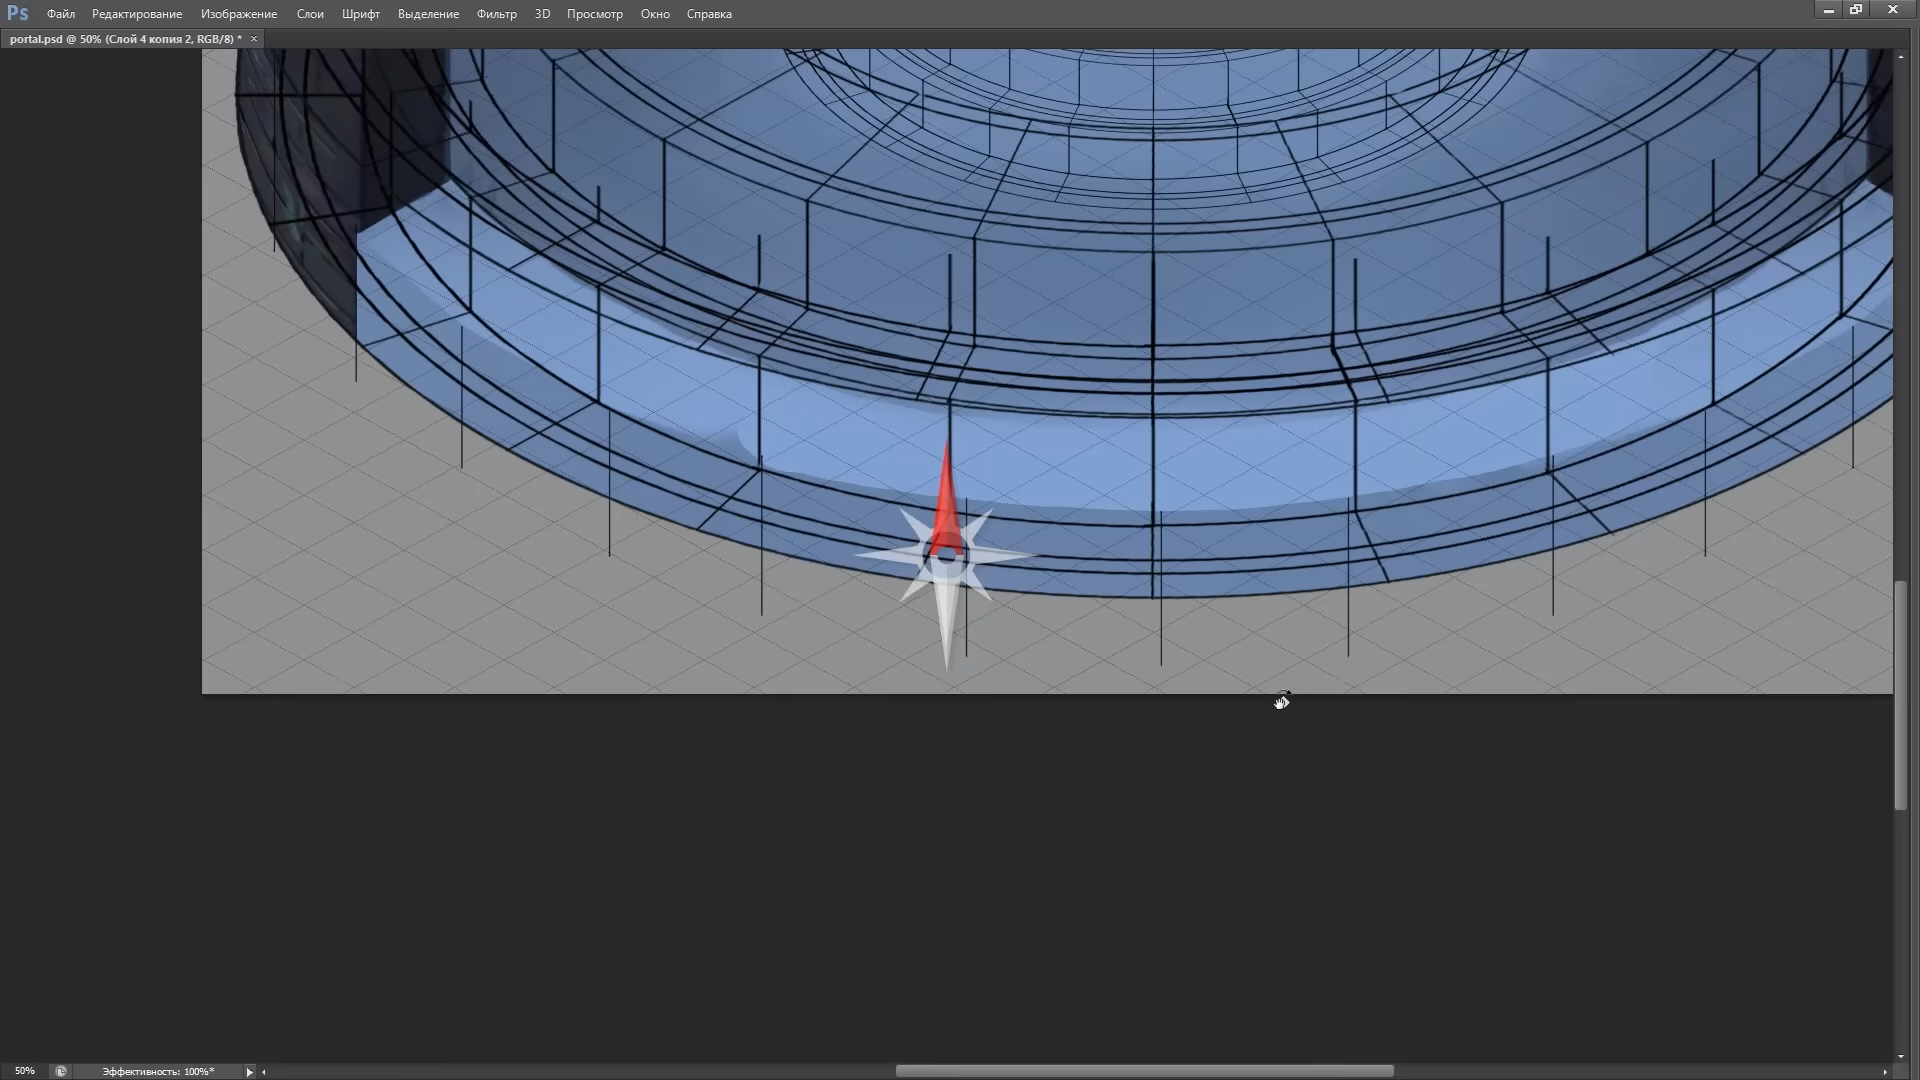 Ps Файл Редактирование Изображение Слои Шрифт Выделение Фильтр 3D Просмотр Окно Справка
portal.psd @ 50% (Слой 4 копия 2, RGB/8) * ×
50% Эффективность: 100%*